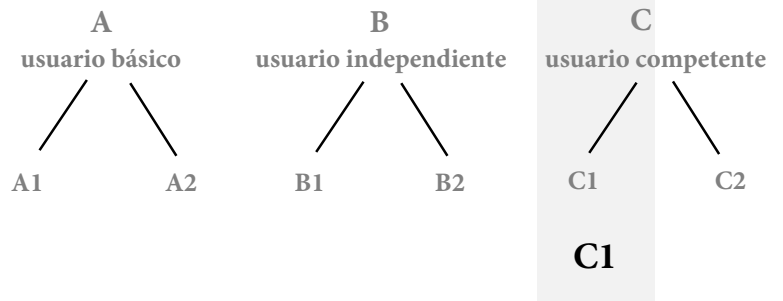 A B C
usuario básico usuario independiente usuario competente
A1 A2 B1 B2 C1 C2
C1